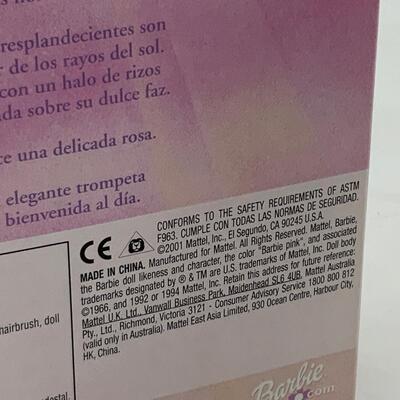 resplandecientes son
r de los rayos del sol.
con un halo de rizos
da sobre su dulce faz.
ce una delicada rosa.
elegante trompeta
bienvenida al día.
CONFORMS TO THE SAFETY REQUIREMENTS OF ASTM
F963. CUMPLE CON TODAS LAS NORMAS DE SEGURIDAD.
CE ©2001 Mattel, Inc. El Segundo, CA 90245 U.S.A.
MADE IN CHINA. Manufactured for Mattel. All Rights Reserved. Mattel, Barbie,
the Barbie doll likeness and character, the color "Barbie pink", and associated
trademarks designated by ® & TM are U.S. trademarks of Mattel, Inc. Doll body
©1966, and 1992 or 1994 Mattel, Inc. Retain this address for future reference:
Mattel U.K. Ltd., Vanwall Business Park, Maidenhead SL6 4UB. Mattel Australia
Pty., Ltd., Richmond, Victoria 3121 - Consumer Advisory Service 1800 800 812
(valid only in Australia). Mattel East Asia Limited, 930 Ocean Centre, Harbour City,
HK, China.
hairbrush, doll
Barbie
.com